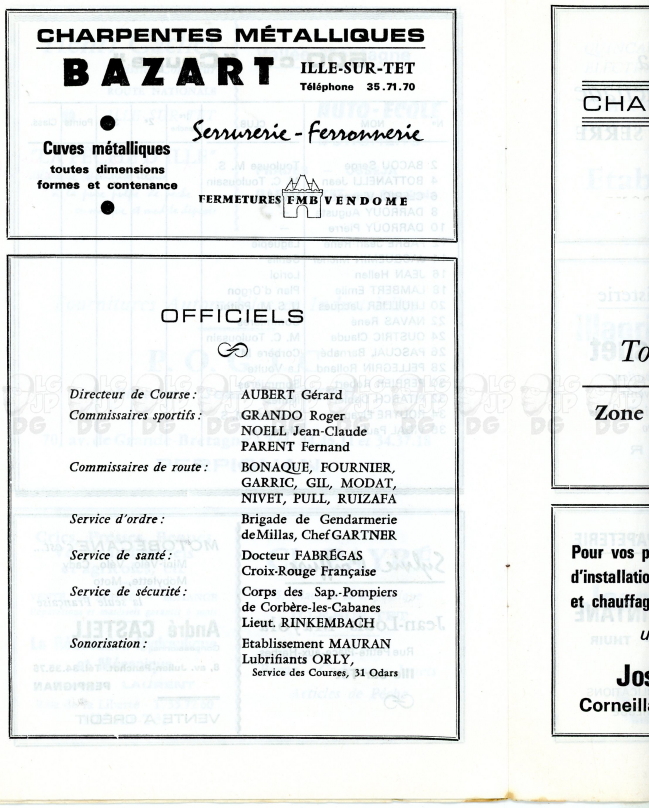 CHARPENTES MÉTALLIQUES
BAZART
ILLE-SUR-TET
Téléphone 35.71.70
Cuves métalliques
toutes dimensions
formes et contenance
Serrurerie - Ferronnerie
FERMETURES FMB VENDOME
OFFICIELS
Directeur de Course : AUBERT Gérard
Commissaires sportifs : GRANDO Roger
NOELL Jean-Claude
PARENT Fernand
Commissaires de route : BONAQUE, FOURNIER,
GARRIC, GIL, MODAT,
NIVET, PULL, RUIZAFA
Service d'ordre : Brigade de Gendarmerie
de Millas, Chef GARTNER
Service de santé : Docteur FABRÉGAS
Croix-Rouge Française
Service de sécurité : Corps des Sap.-Pompiers
de Corbère-les-Cabanes
Lieut. RINKEMBACH
Sonorisation : Etablissement MAURAN
Lubrifiants ORLY,
Service des Courses, 31 Odars
CHA
To
Zone
Pour vos p
d'installatio
et chauffag
u
Jos
Corneilla